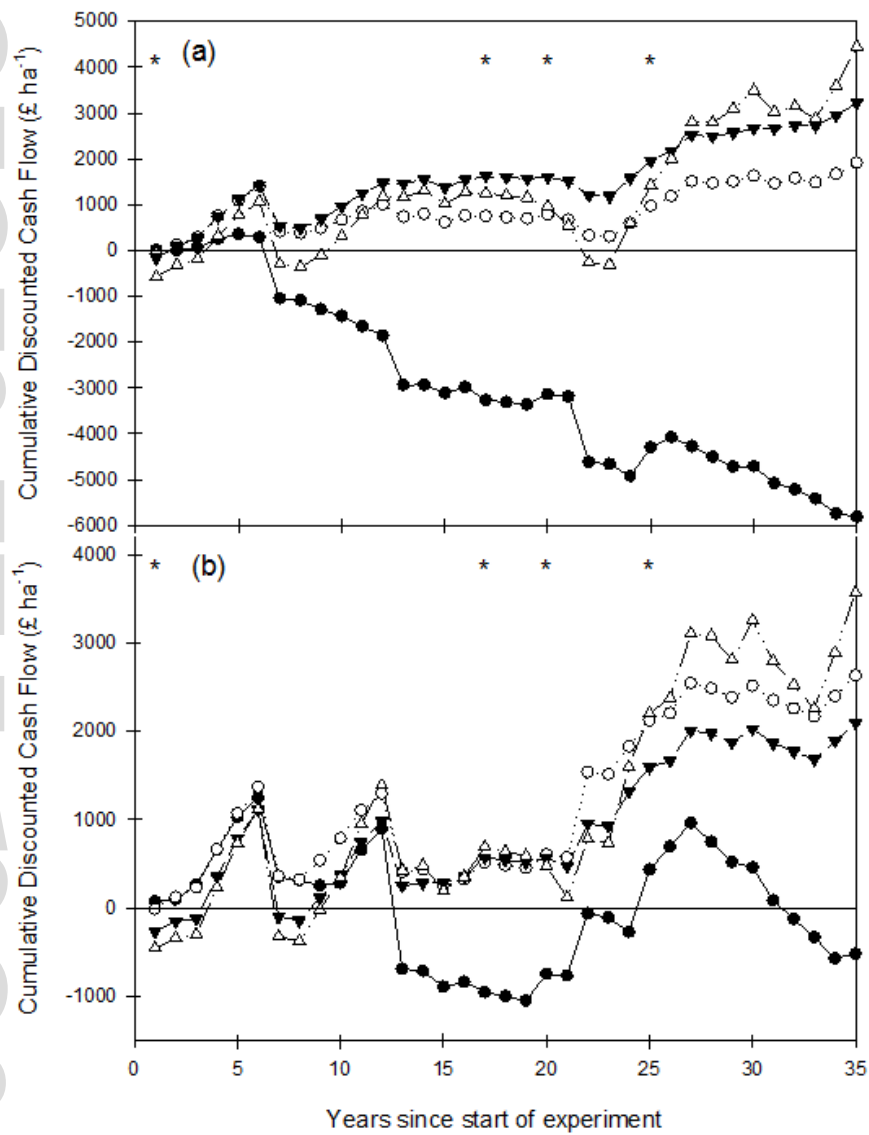 Cumulative Discounted Cash Flow (£ ha-1)
5000
4000
3000
2000
1000
0
-1000
-2000
-3000
-4000
-5000
-6000
(a)
* * * *
Cumulative Discounted Cash Flow (£ ha-1)
4000
3000
2000
1000
0
-1000
(b)
* * * *
0 5 10 15 20 25 30 35
Years since start of experiment